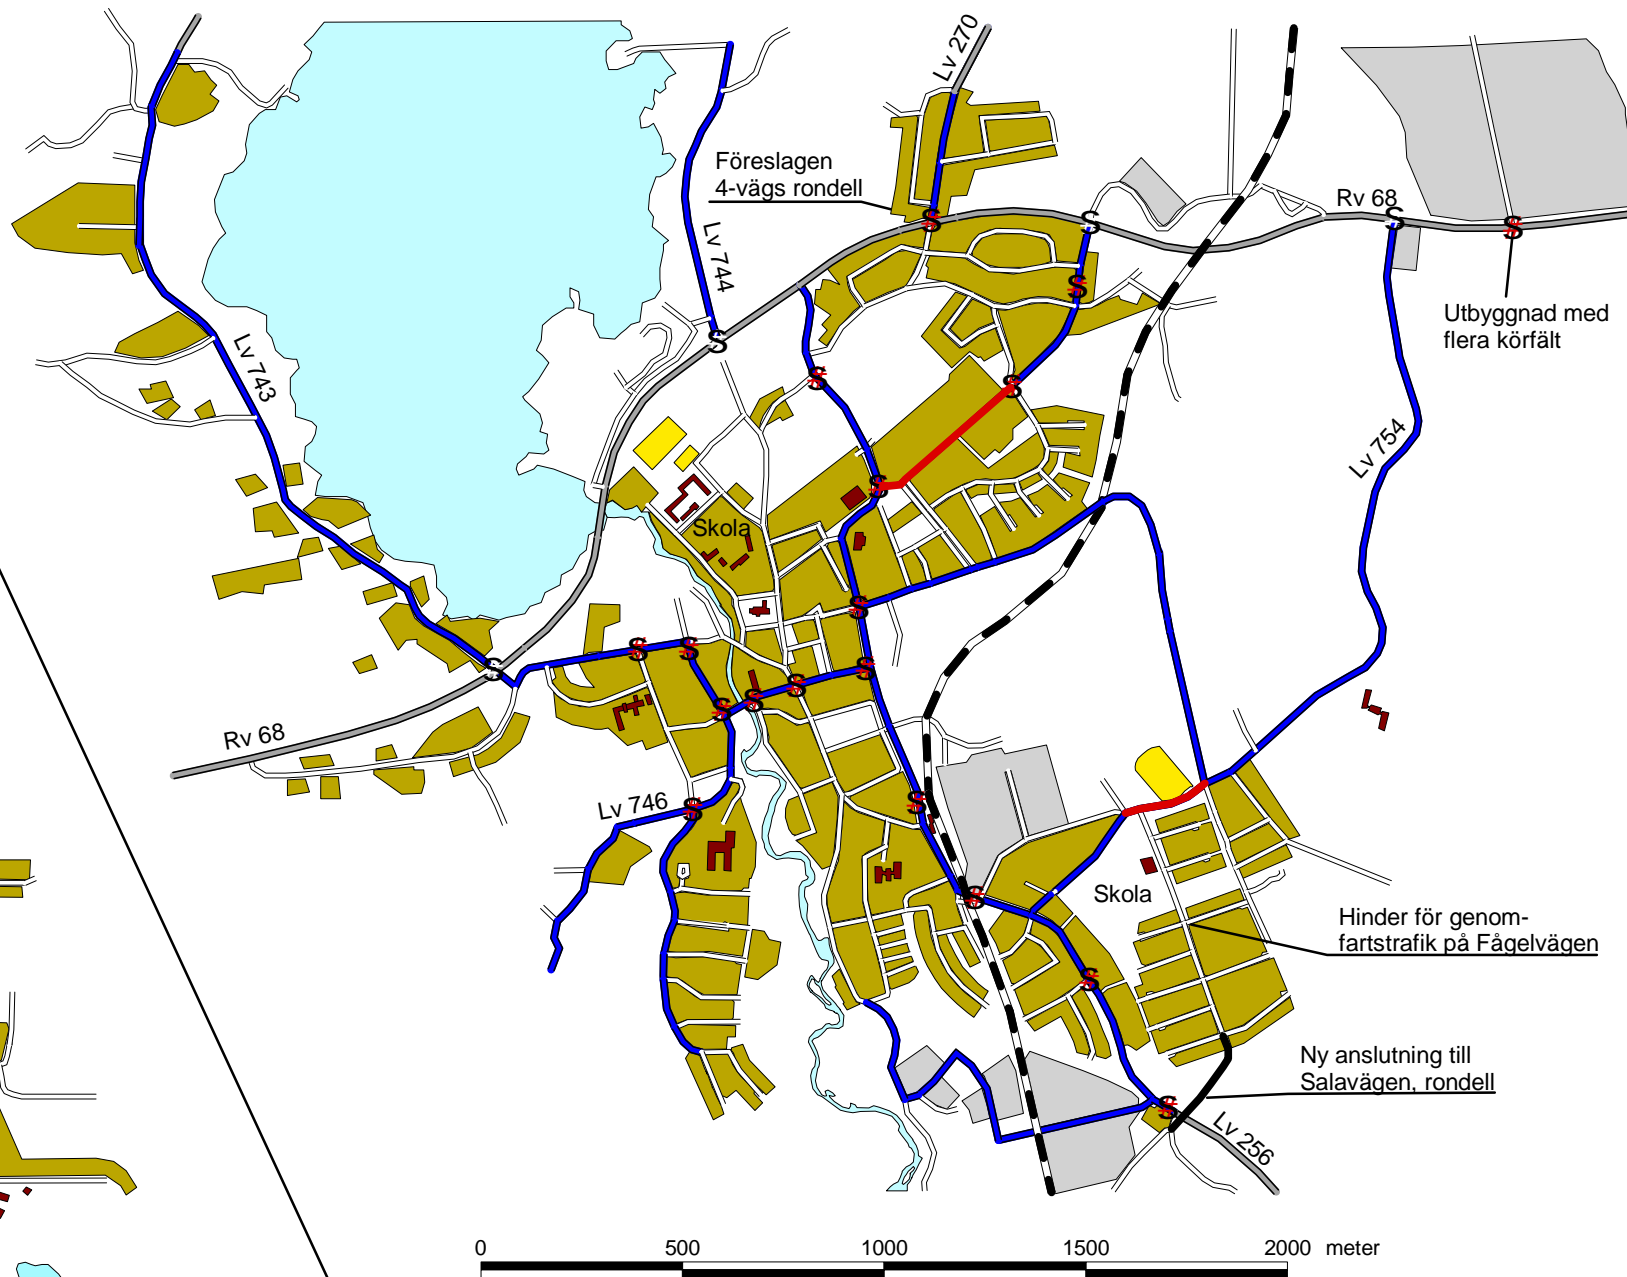 Lv 270
Föreslagen
4-vägs rondell
Rv 68
Lv 744
Utbyggnad med
flera körfält
Lv 743
Lv 754
Skola
Rv 68
Lv 746
Skola
Hinder för genom-
fartstrafik på Fågelvägen
Ny anslutning till
Salavägen, rondell
Lv 256
0 500 1000 1500 2000 meter